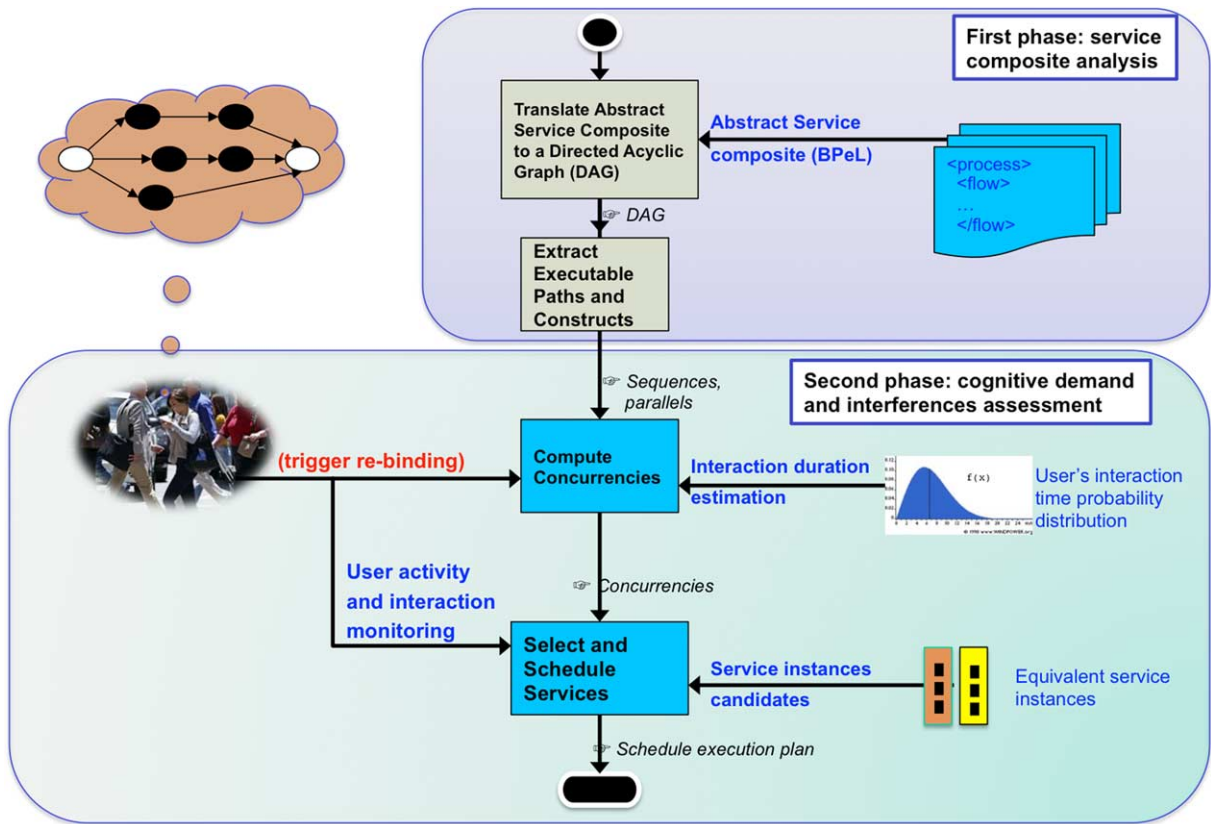 First phase: service
composite analysis
Translate Abstract
Service Composite
to a Directed Acyclic
Graph (DAG)
Abstract Service
composite (BPeL)
<process>
<flow>
...
</flow>
☞ DAG
Extract
Executable
Paths and
Constructs
Second phase: cognitive demand
and interferences assessment
☞ Sequences,
parallels
(trigger re-binding)
Compute
Concurrencies
Interaction duration
estimation
f(x)
User's interaction
time probability
distribution
☞ Concurrencies
User activity
and interaction
monitoring
Select and
Schedule
Services
Service instances
candidates
Equivalent service
instances
☞ Schedule execution plan